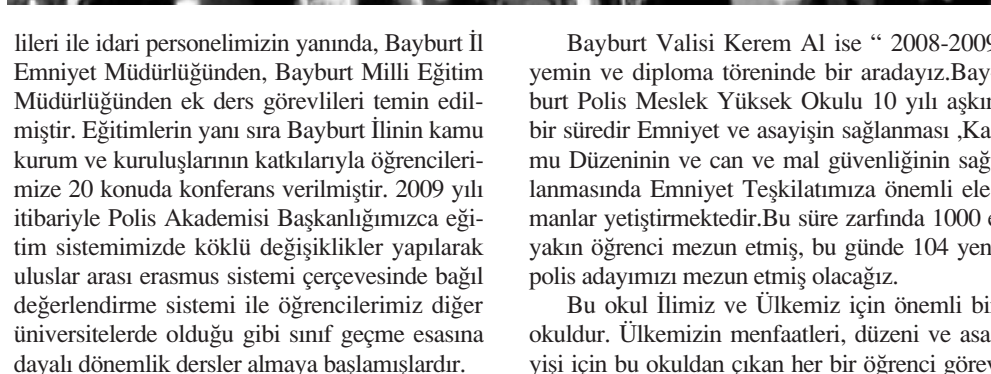 lileri ile idari personelimizin yanında, Bayburt İl
Emniyet Müdürlüğünden, Bayburt Milli Eğitim
Müdürlüğünden ek ders görevlileri temin edil-
miştir. Eğitimlerin yanı sıra Bayburt İlinin kamu
kurum ve kuruluşlarının katkılarıyla öğrencileri-
mize 20 konuda konferans verilmiştir. 2009 yılı
itibariyle Polis Akademisi Başkanlığımızca eği-
tim sistemimizde köklü değişiklikler yapılarak
uluslar arası erasmus sistemi çerçevesinde bağıl
değerlendirme sistemi ile öğrencilerimiz diğer
üniversitelerde olduğu gibi sınıf geçme esasına
dayalı dönemlik dersler almaya başlamışlardır.
Bayburt Valisi Kerem Al ise “ 2008-2009
yemin ve diploma töreninde bir aradayız.Bay-
burt Polis Meslek Yüksek Okulu 10 yılı aşkın
bir süredir Emniyet ve asayişin sağlanması ,Ka-
mu Düzeninin ve can ve mal güvenliğinin sağ-
lanmasında Emniyet Teşkilatımıza önemli ele-
manlar yetiştirmektedir.Bu süre zarfında 1000 e
yakın öğrenci mezun etmiş, bu günde 104 yen
polis adayımızı mezun etmiş olacağız.
Bu okul İlimiz ve Ülkemiz için önemli bir
okuldur. Ülkemizin menfaatleri, düzeni ve asa-
yişi için bu okuldan çıkan her bir öğrenci görev